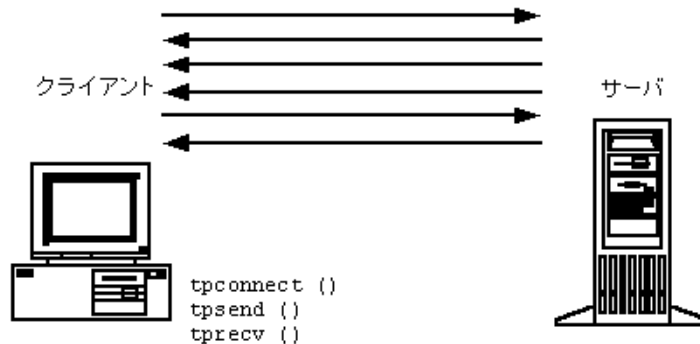 クライアント
サーバ
tpconnect ()
tpsend ()
tprecv ()